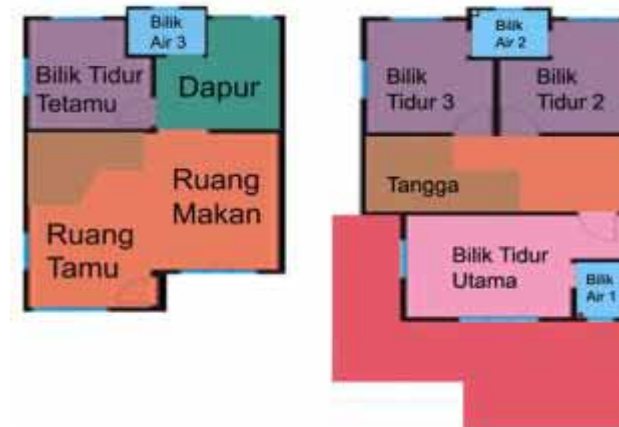 Bilik
Air 3
Bilik Tidur
Tetamu
Dapur
Ruang
Makan
Ruang
Tamu
Bilik
Air 2
Bilik
Tidur 3
Bilik
Tidur 2
Tangga
Bilik Tidur
Utama
Bilik
Air 1